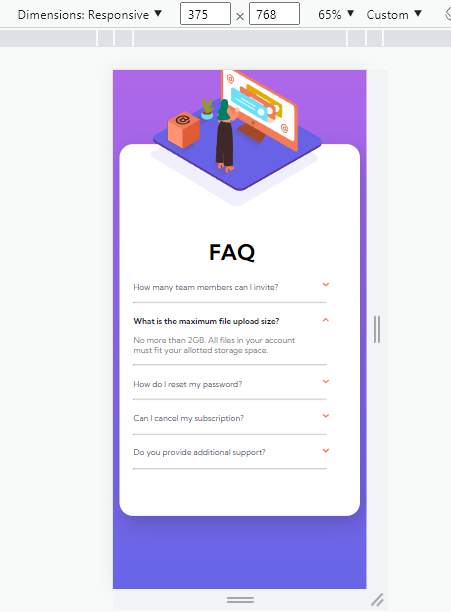 Dimensions: Responsive ▼ 375 × 768 65% ▼ Custom ▼
FAQ
How many team members can I invite?
What is the maximum file upload size?
No more than 2GB. All files in your account
must fit your allotted storage space.
How do I reset my password?
Can I cancel my subscription?
Do you provide additional support?